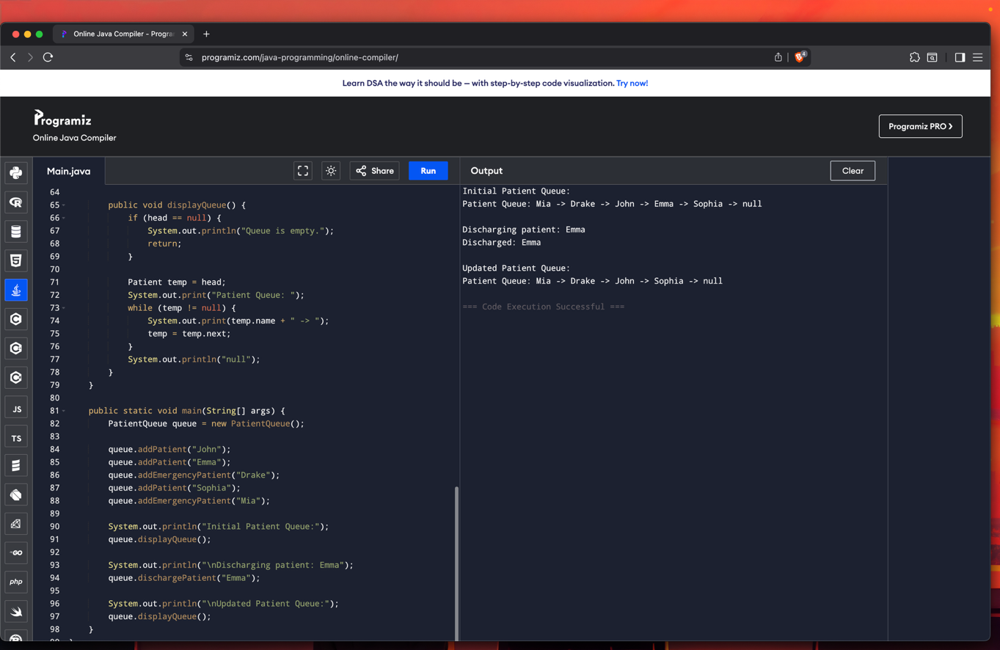 Online Java Compiler - Progra
programiz.com/java-programming/online-compiler/
4
Learn DSA the way it should be — with step-by-step code visualization. Try now!
Programiz
Online Java Compiler
Programiz PRO ❯
Main.java
Share
Run
Output
Clear
JS
TS
GO
php
64
65 public void displayQueue() {
66 if (head == null) {
67 System.out.println("Queue is empty.");
68 return;
69 }
70
71 Patient temp = head;
72 System.out.print("Patient Queue: ");
73 while (temp != null) {
74 System.out.print(temp.name + " -> ");
75 temp = temp.next;
76 }
77 System.out.println("null");
78 }
79 }
80
81 public static void main(String[] args) {
82 PatientQueue queue = new PatientQueue();
83
84 queue.addPatient("John");
85 queue.addPatient("Emma");
86 queue.addEmergencyPatient("Drake");
87 queue.addPatient("Sophia");
88 queue.addEmergencyPatient("Mia");
89
90 System.out.println("Initial Patient Queue:");
91 queue.displayQueue();
92
93 System.out.println("\nDischarging patient: Emma");
94 queue.dischargePatient("Emma");
95
96 System.out.println("\nUpdated Patient Queue:");
97 queue.displayQueue();
98 }
Initial Patient Queue:
Patient Queue: Mia -> Drake -> John -> Emma -> Sophia -> null
Discharging patient: Emma
Discharged: Emma
Updated Patient Queue:
Patient Queue: Mia -> Drake -> John -> Sophia -> null
=== Code Execution Successful ===